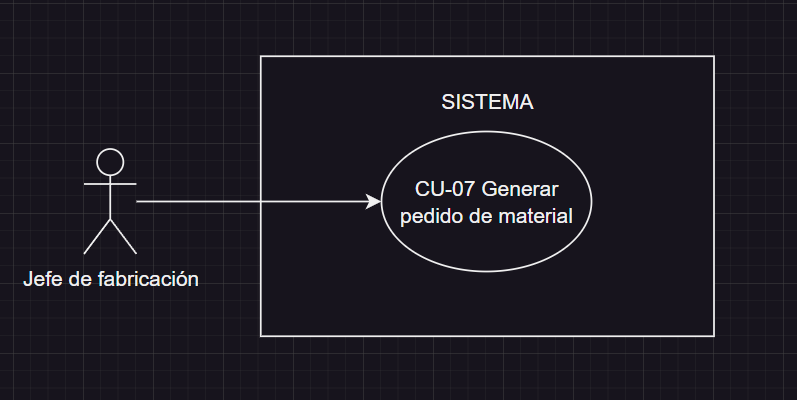 SISTEMA
CU-07 Generar
pedido de material
Jefe de fabricación